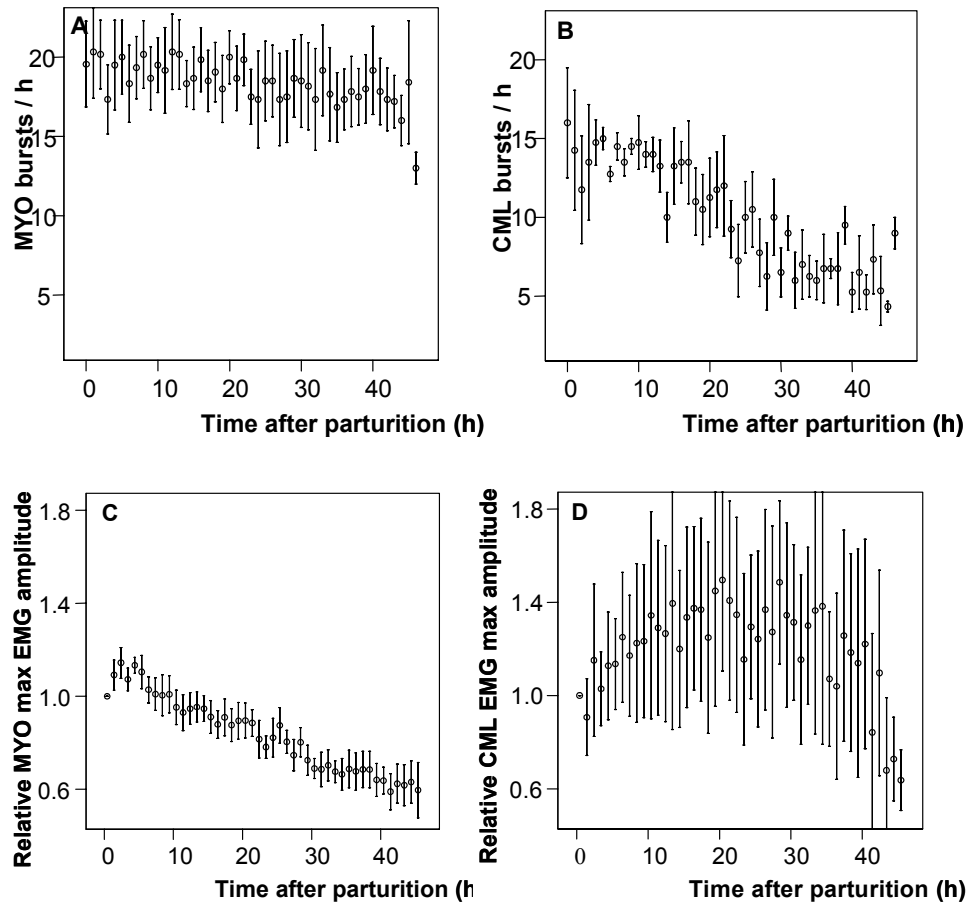 A
MYO bursts / h
20
15
10
5
0 10 20 30 40
Time after parturition (h)
B
CML bursts / h
20
15
10
5
0 10 20 30 40
Time after parturition (h)
C
Relative MYO max EMG amplitude
1.8
1.4
1.0
0.6
0 10 20 30 40
Time after parturition (h
D
Relative CML EMG max amplitude
1.8
1.4
1.0
0.6
0 10 20 30 40
Time after parturition (h)